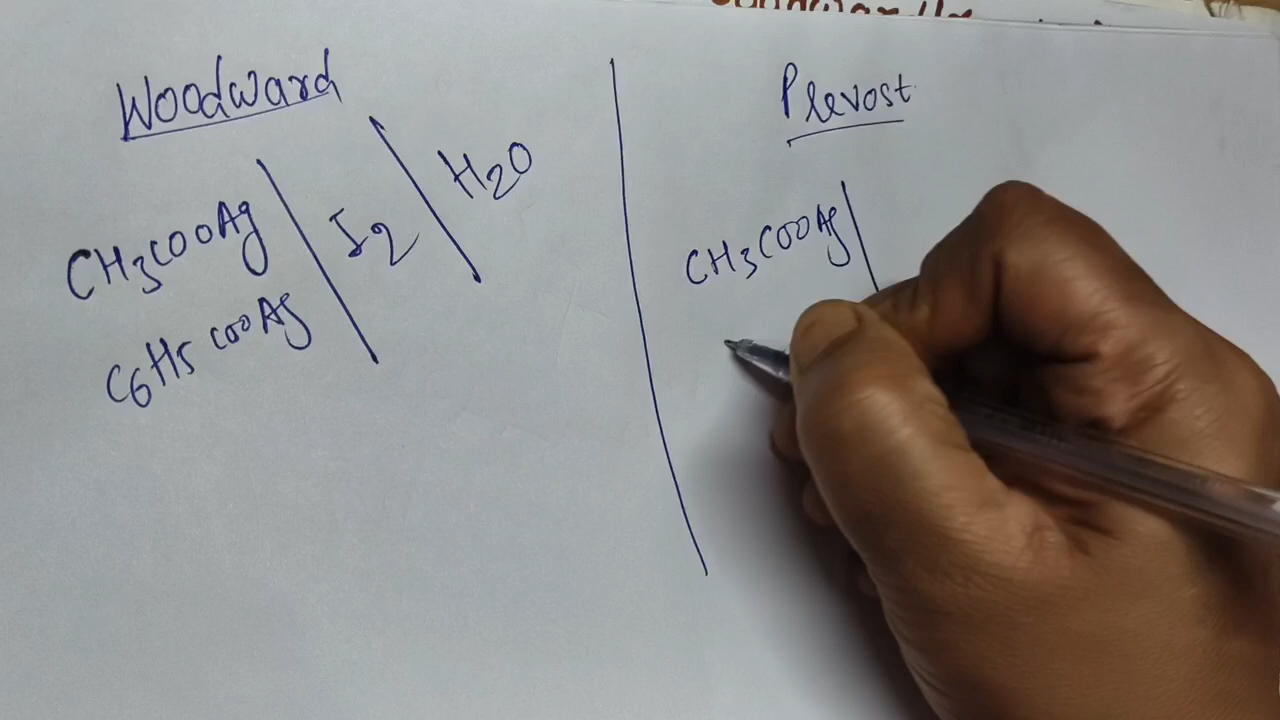 Woodward
CH3COOAg / I2 / H2O
C6H5COOAg
Prevost
CH3COOAg